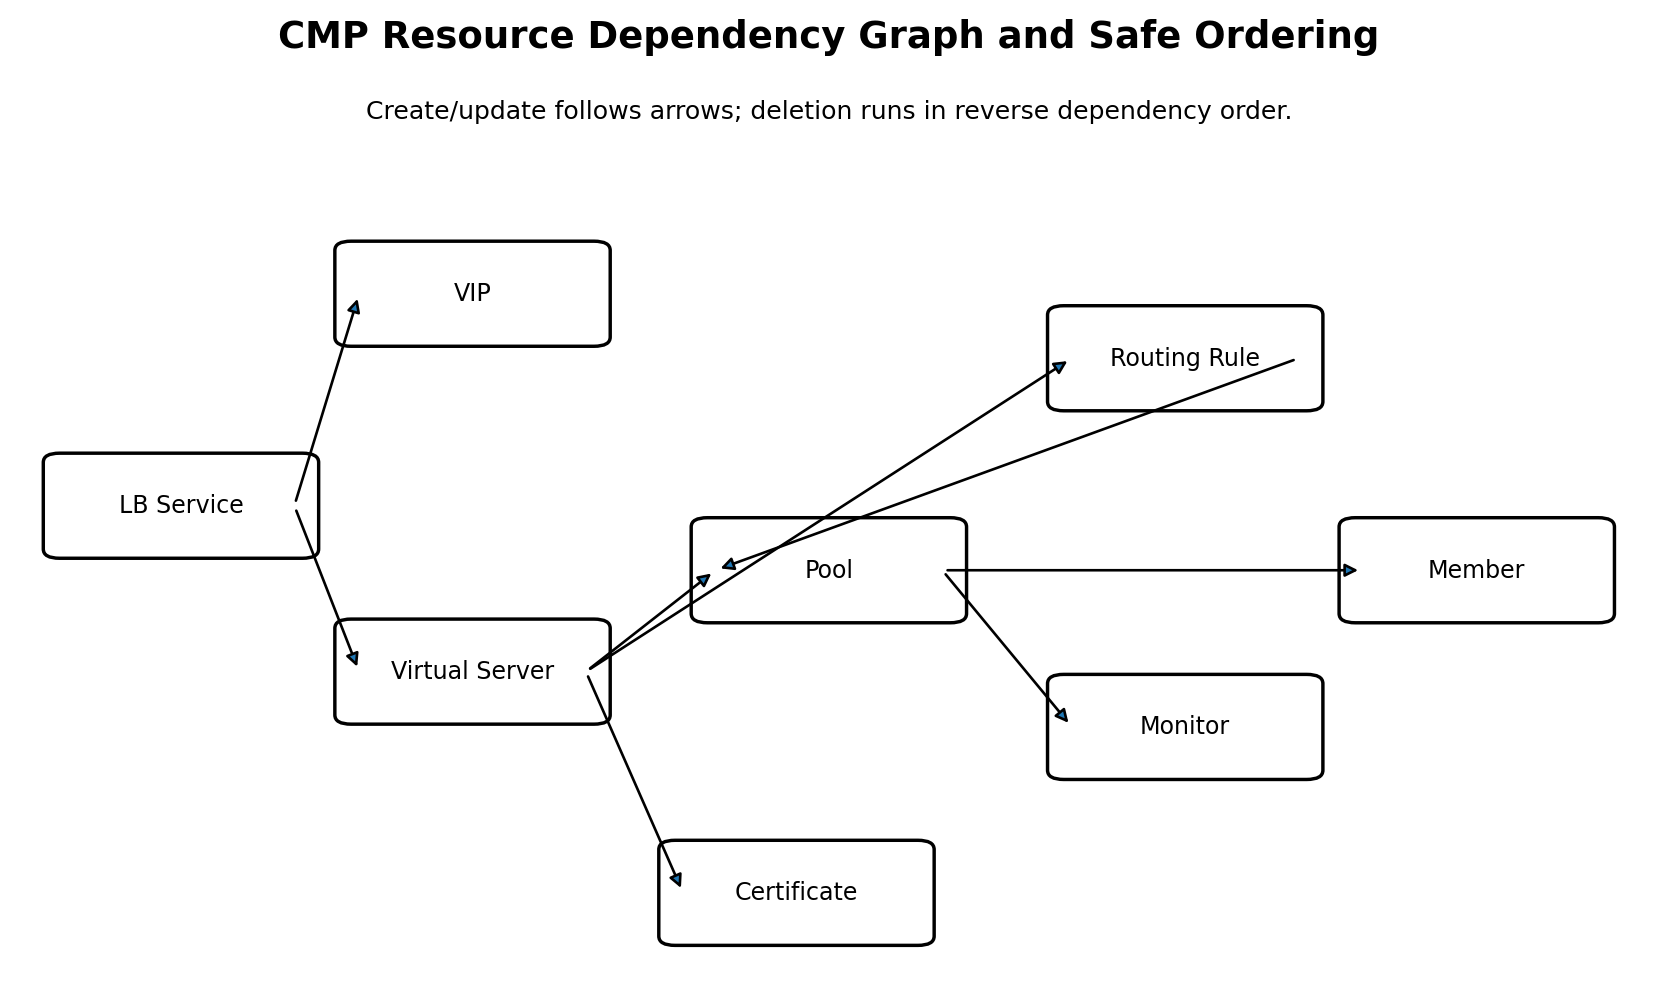 CMP Resource Dependency Graph and Safe Ordering
Create/update follows arrows; deletion runs in reverse dependency order.
VIP
Routing Rule
LB Service
Pool
Member
Virtual Server
Monitor
Certificate